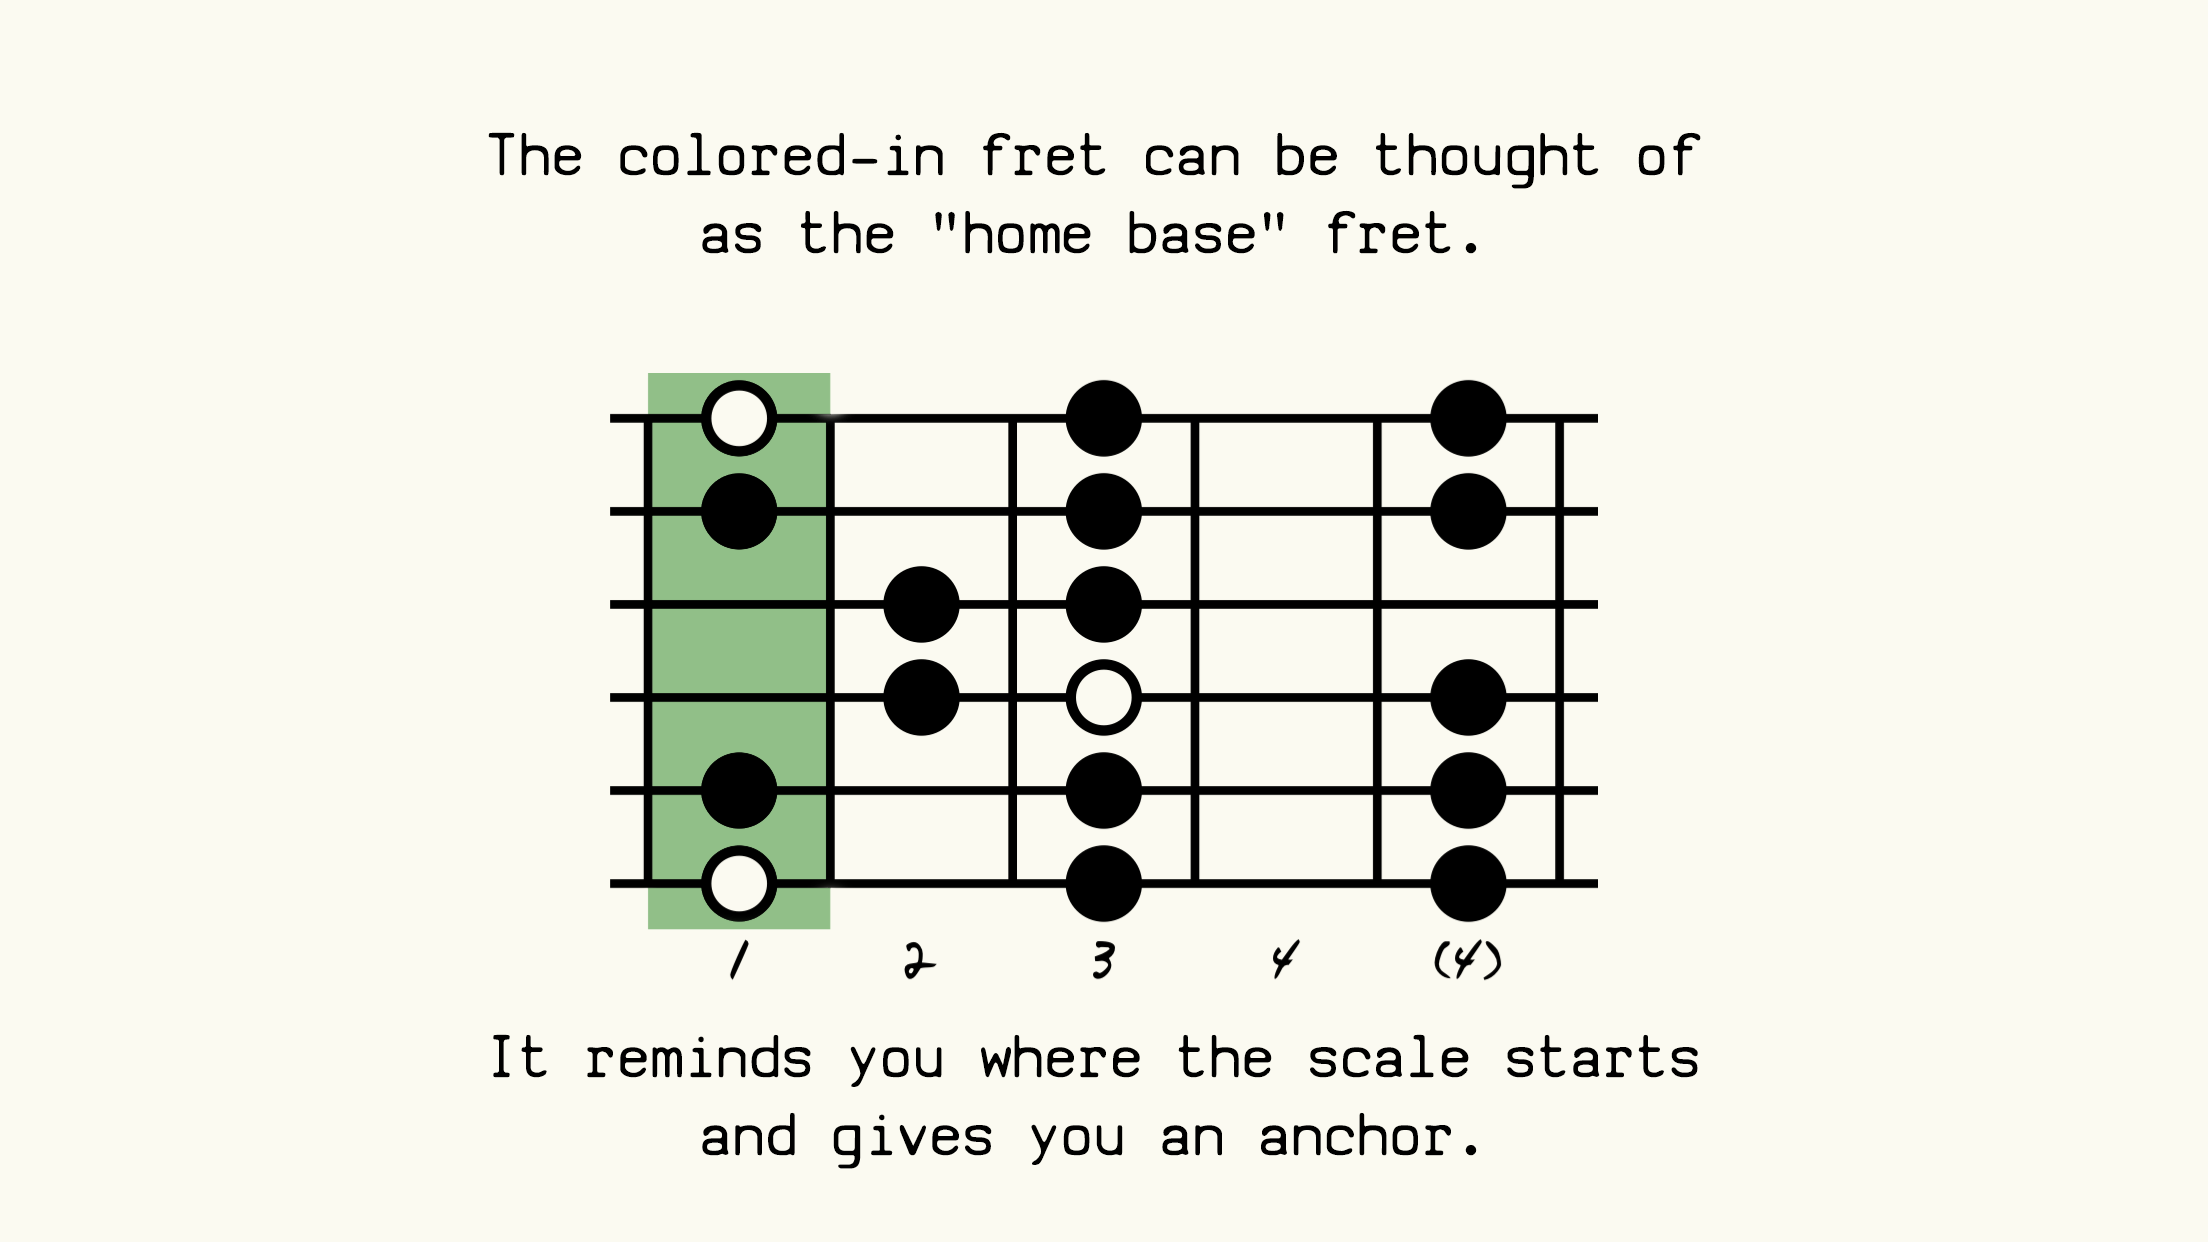 The colored-in fret can be thought of
as the "home base" fret.
1 2 3 4 (4)
It reminds you where the scale starts
and gives you an anchor.